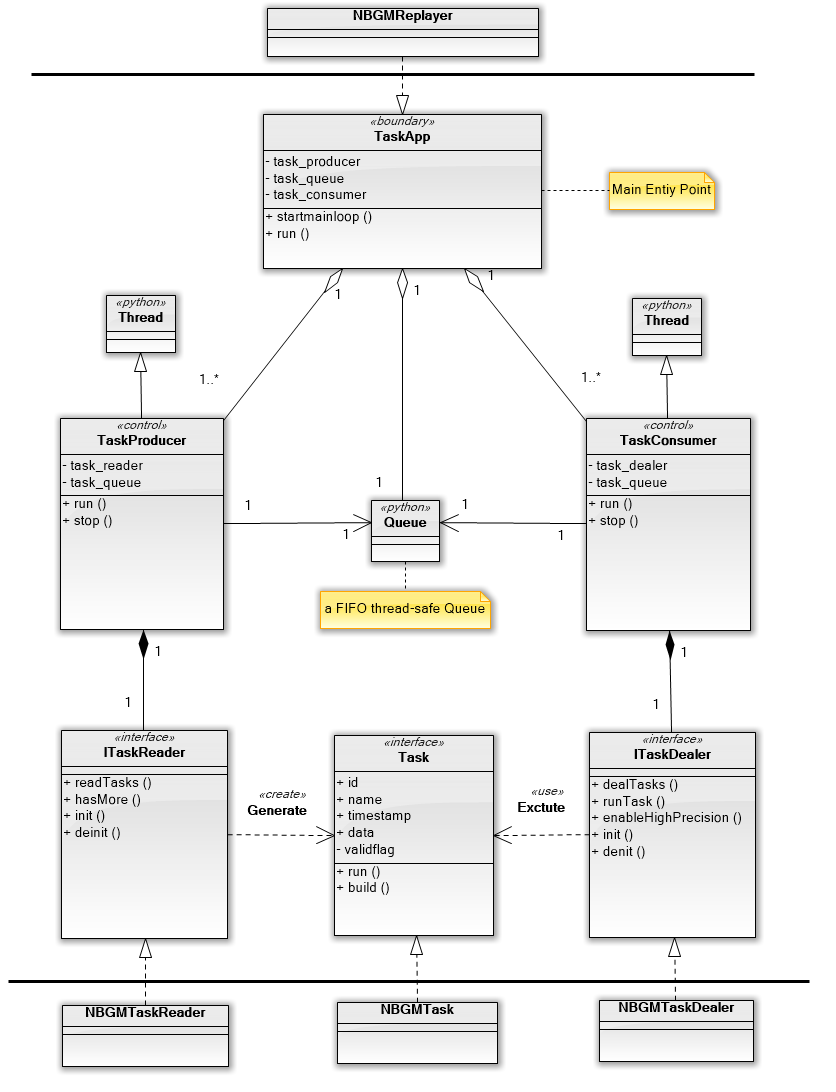 NBGMReplayer
«boundary»
TaskApp
- task_producer
- task_queue
- task_consumer
+ startmainloop ()
+ run ()
Main Entiy Point
1
1
1
«python»
Thread
«python»
Thread
1..*
1..*
«control»
TaskProducer
- task_reader
- task_queue
+ run ()
+ stop ()
«control»
TaskConsumer
- task_dealer
- task_queue
+ run ()
+ stop ()
1
1
1
1
1
«python»
Queue
a FIFO thread-safe Queue
1
1
1
1
«interface»
ITaskReader
+ readTasks ()
+ hasMore ()
+ init ()
+ deinit ()
«create»
Generate
«interface»
Task
+ id
+ name
+ timestamp
+ data
- validflag
+ run ()
+ build ()
«use»
Exctute
«interface»
ITaskDealer
+ dealTasks ()
+ runTask ()
+ enableHighPrecision ()
+ init ()
+ denit ()
NBGMTaskReader
NBGMTask
NBGMTaskDealer